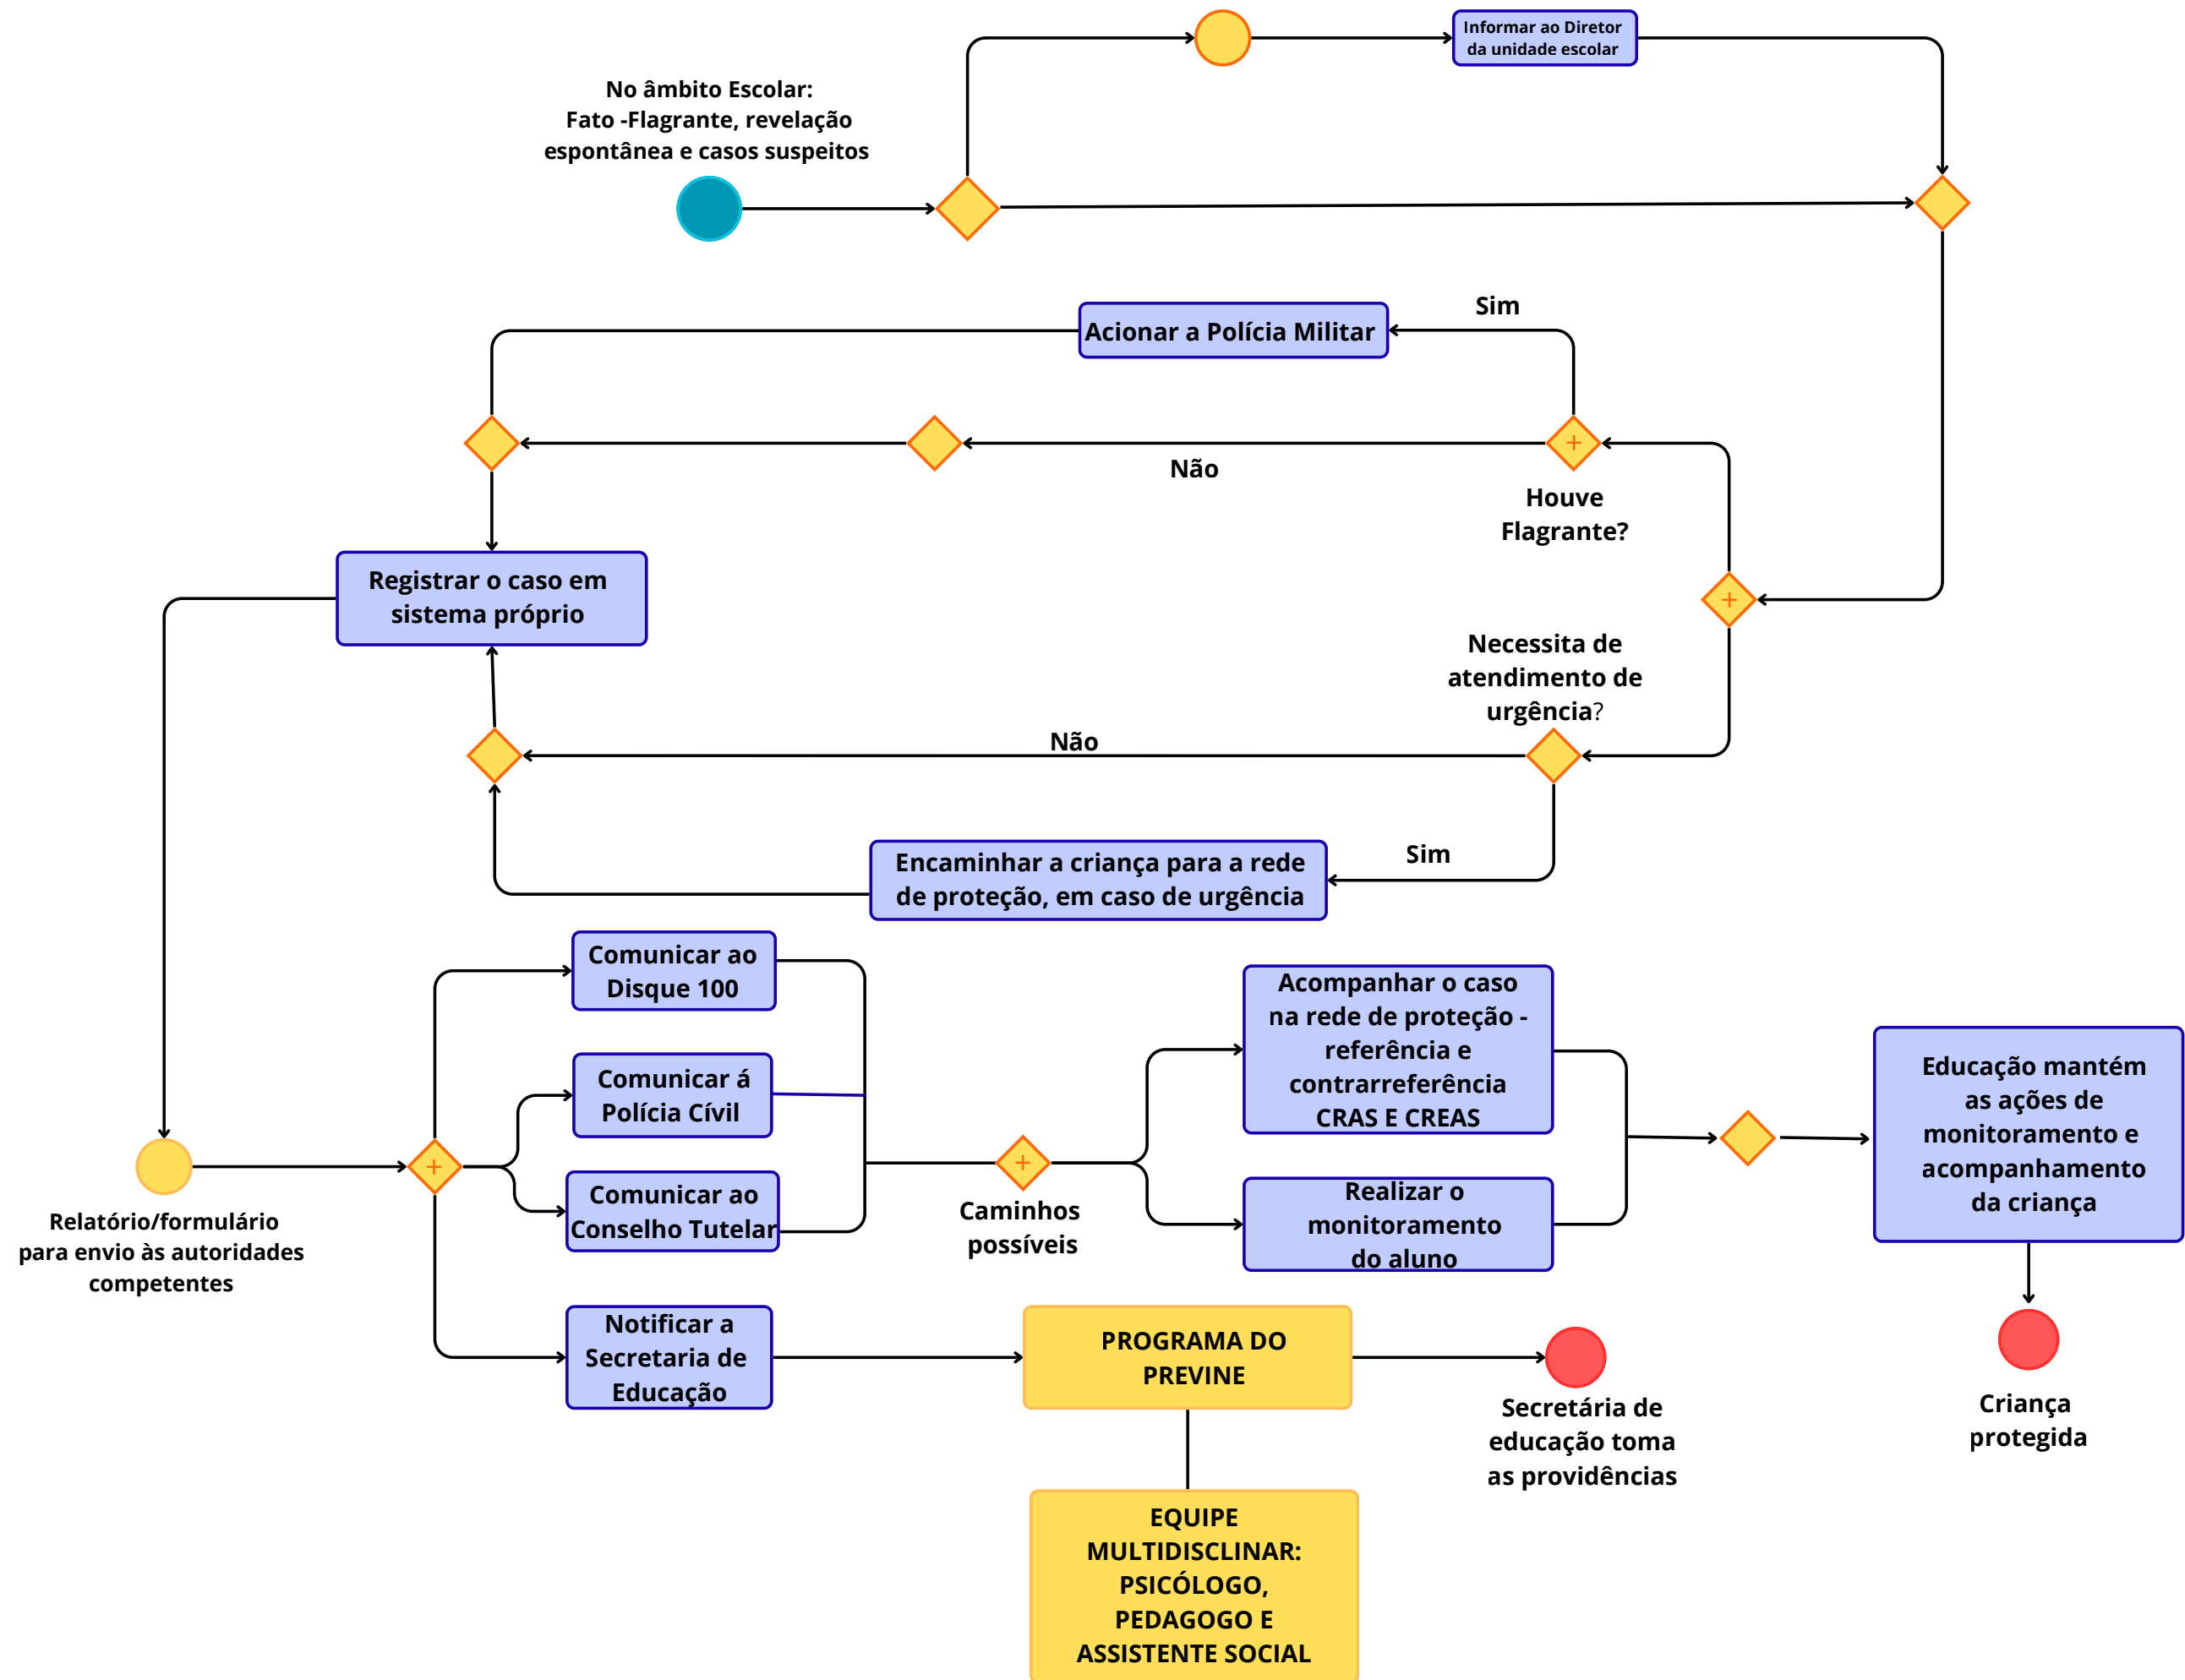 Informar ao Diretor
da unidade escolar
No âmbito Escolar:
Fato -Flagrante, revelação
espontânea e casos suspeitos
Sim
Acionar a Polícia Militar
Não
Houve
Flagrante?
Registrar o caso em
sistema próprio
Necessita de
atendimento de
urgência?
Não
Sim
Encaminhar a criança para a rede
de proteção, em caso de urgência
Comunicar ao
Disque 100
Comunicar á
Polícia Cívil
Comunicar ao
Conselho Tutelar
Relatório/formulário
para envio às autoridades
competentes
Caminhos
possíveis
Acompanhar o caso
na rede de proteção -
referência e
contrarreferência
CRAS E CREAS
Realizar o
monitoramento
do aluno
Educação mantém
as ações de
monitoramento e
acompanhamento
da criança
Notificar a
Secretaria de
Educação
PROGRAMA DO
PREVINE
Secretária de
educação toma
as providências
Criança
protegida
EQUIPE
MULTIDISCLINAR:
PSICÓLOGO,
PEDAGOGO E
ASSISTENTE SOCIAL